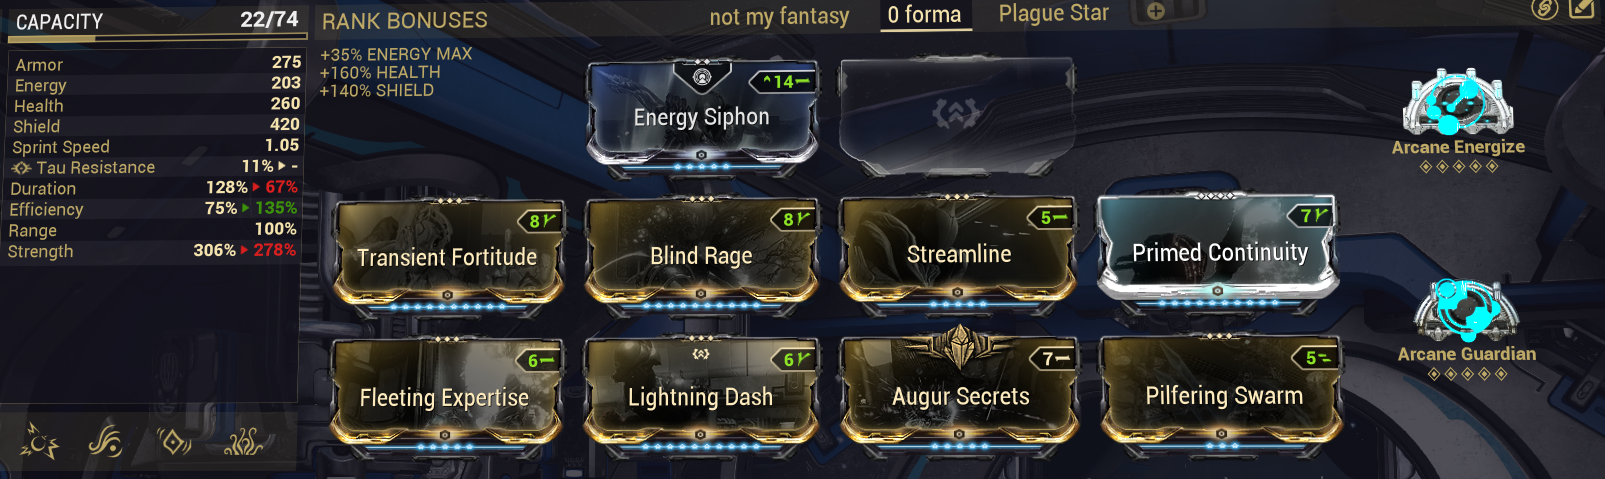 CAPACITY 22/74
RANK BONUSES
not my fantasy
0 forma
Plague Star
+35% ENERGY MAX
+160% HEALTH
+140% SHIELD
Armor 275
Energy 203
Health 260
Shield 420
Sprint Speed 1.05
Tau Resistance 11% -
Duration 128% 67%
Efficiency 75% 135%
Range 100%
Strength 306% 278%
14
Energy Siphon
Arcane Energize
8
Transient Fortitude
8
Blind Rage
5
Streamline
7
Primed Continuity
6
Fleeting Expertise
6
Lightning Dash
7
Augur Secrets
5
Pilfering Swarm
Arcane Guardian